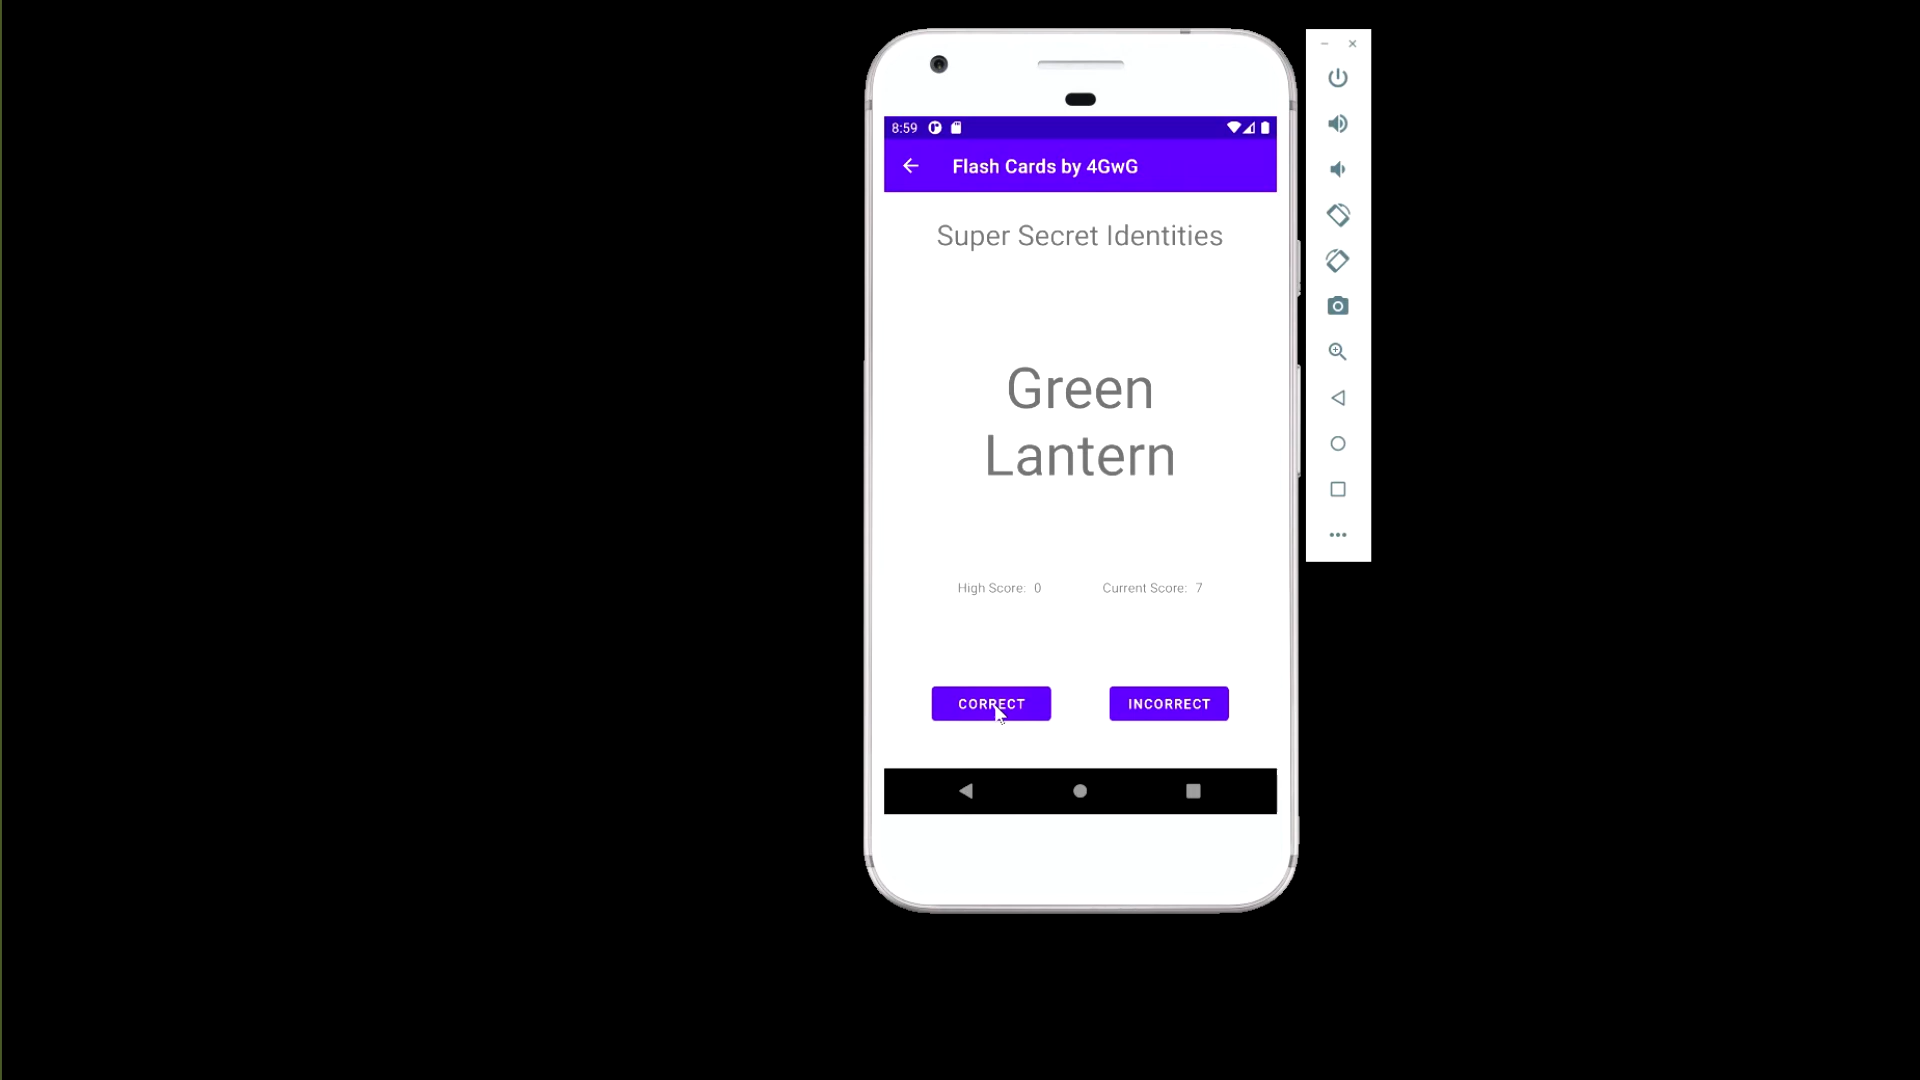 8:59
Flash Cards by 4GwG
Super Secret Identities
Green
Lantern
High Score: 0
Current Score: 7
CORRECT
INCORRECT